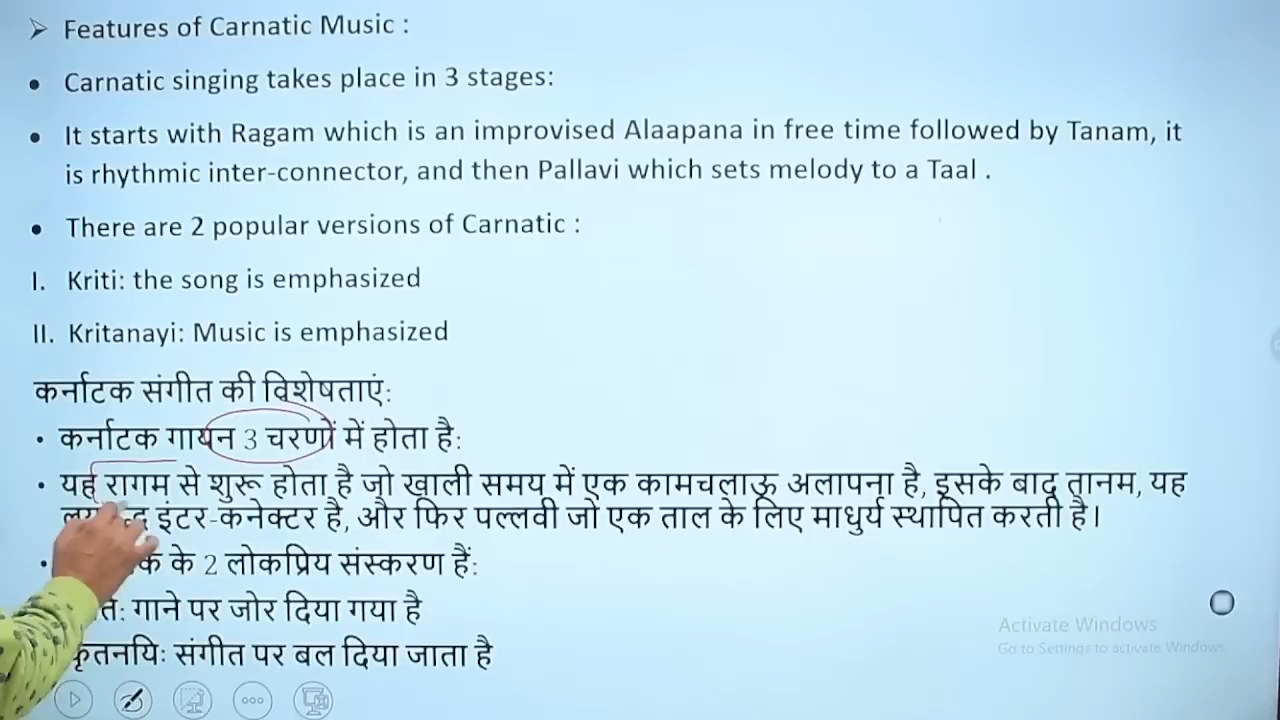 ➤ Features of Carnatic Music :
• Carnatic singing takes place in 3 stages:
• It starts with Ragam which is an improvised Alaapana in free time followed by Tanam, it
is rhythmic inter-connector, and then Pallavi which sets melody to a Taal .
• There are 2 popular versions of Carnatic :
I. Kriti: the song is emphasized
II. Kritanayi: Music is emphasized
कर्नाटक संगीत की विशेषताएं:
• कर्नाटक गायन 3 चरणों में होता है:
• यह रागम से शुरू होता है जो खाली समय में एक कामचलाऊ अलापना है, इसके बाद तानम, यह
इंटर-कनेक्टर है, और फिर पल्लवी जो एक ताल के लिए माधुर्य स्थापित करती है।
• के 2 लोकप्रिय संस्करण हैं:
गाने पर जोर दिया गया है
संगीत पर बल दिया जाता है
Activate Windows
Go to Settings to activate Windows.